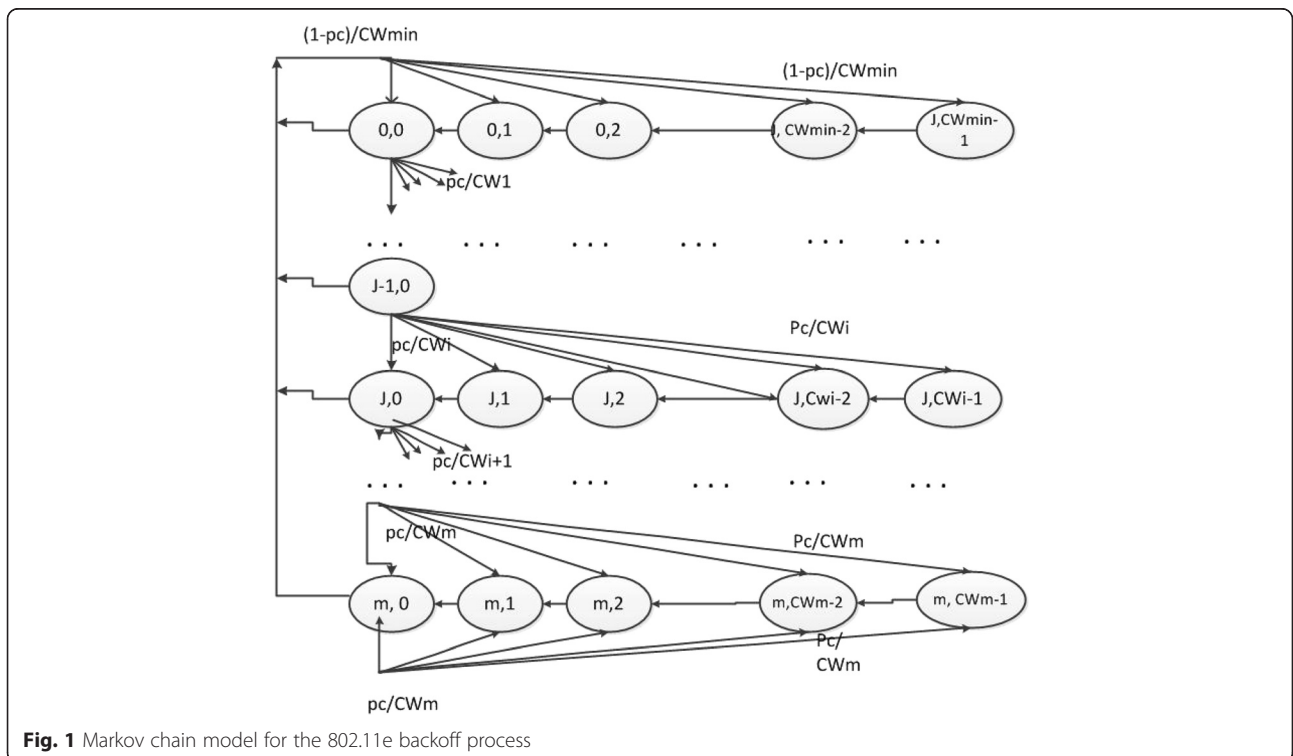 (1-pc)/CWmin
(1-pc)/CWmin
0,0
0,1
0,2
J, CWmin-2
J,CWmin-
1
pc/CW1
. . . . . . . . . . . . . . . . . .
J-1,0
Pc/CWi
pc/CWi
J,0
J,1
J,2
J,Cwi-2
J,CWi-1
pc/CWi+1
. . . . . . . . . . . . . . . . . .
pc/CWm
Pc/CWm
m, 0
m,1
m,2
m,CWm-2
m, CWm-1
Pc/
CWm
pc/CWm
Fig. 1 Markov chain model for the 802.11e backoff process